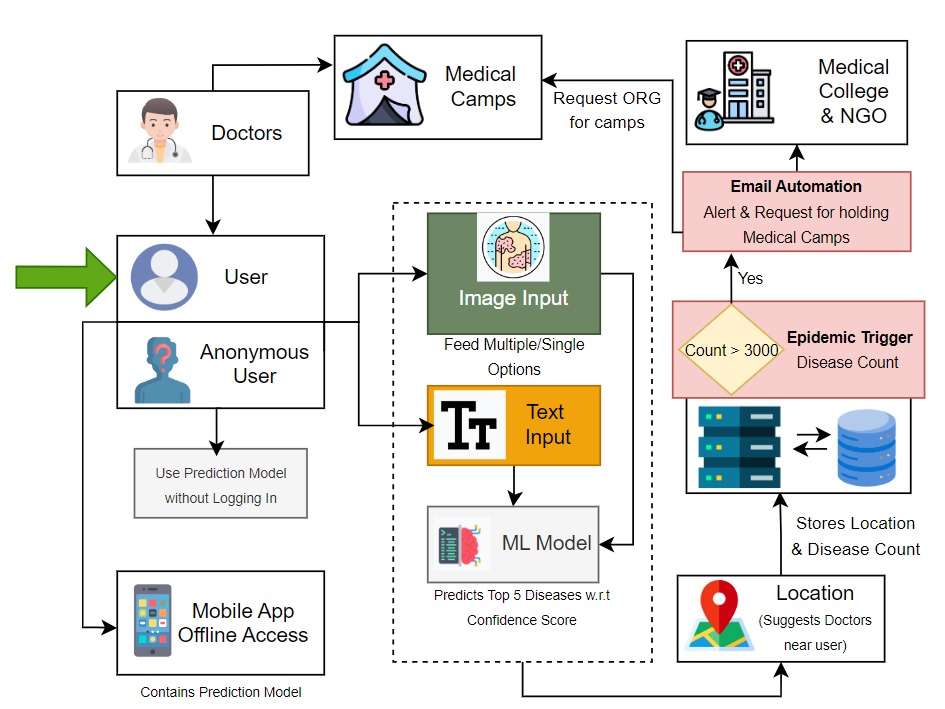 Medical
Camps
Request ORG
for camps
Medical
College
& NGO
Doctors
Email Automation
Alert & Request for holding
Medical Camps
User
Image Input
Yes
Feed Multiple/Single
Options
Anonymous
User
Count > 3000
Epidemic Trigger
Disease Count
Tt
Text
Input
Use Prediction Model
without Logging In
ML Model
Stores Location
& Disease Count
Predicts Top 5 Diseases w.r.t
Confidence Score
Mobile App
Offline Access
Location
(Suggests Doctors
near user)
Contains Prediction Model